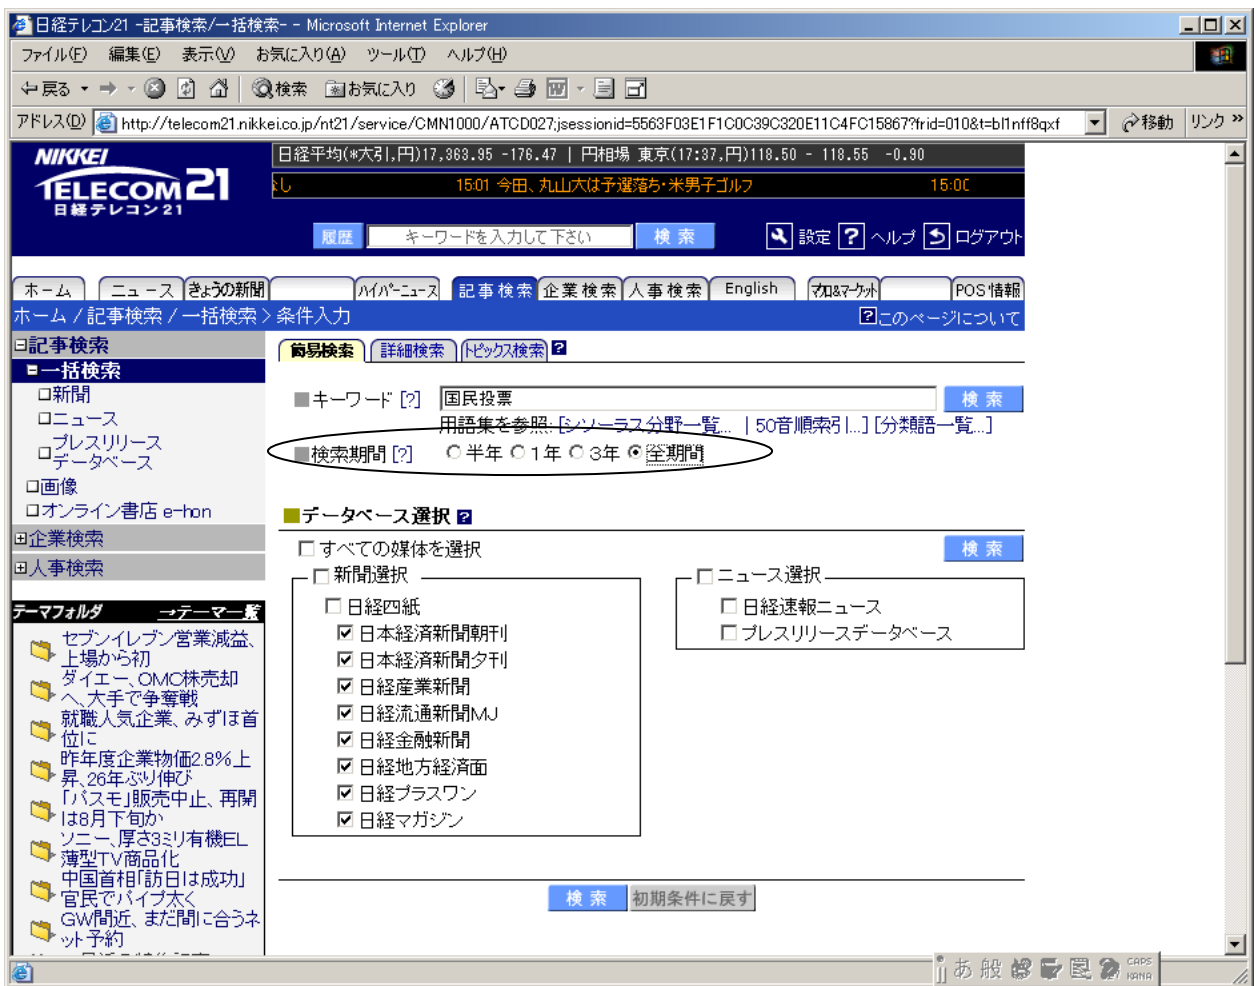 日経テレコン21 -記事検索/一括検索- - Microsoft Internet Explorer
ファイル(F) 編集(E) 表示(V) お気に入り(A) ツール(T) ヘルプ(H)
戻る 検索 お気に入り
アドレス(D) http://telecom21.nikkei.co.jp/nt21/service/CMN1000/ATCD027;jsessionid=5563F03E1F1C0C39C320E11C4FC15867?frid=010&t=bl1nff8qxf 移動 リンク »
NIKKEI
TELECOM21
日経テレコン21
日経平均(*大引,円)17,363.95 -176.47 | 円相場 東京(17:37,円)118.50 - 118.55 -0.90
し 15:01 今田、丸山大は予選落ち・米男子ゴルフ 15:00
履歴 キーワードを入力して下さい 検索 設定 ? ヘルプ ログアウト
ホーム ニュース きょうの新聞 ハイパーニュース 記事検索 企業検索 人事検索 English マクロ&マーケット POS情報
ホーム / 記事検索 / 一括検索 > 条件入力 ?このページについて
記事検索
一括検索
新聞
ニュース
プレスリリース
データベース
画像
オンライン書店 e-hon
企業検索
人事検索
テーマフォルダ →テーマ一覧
セブンイレブン営業減益、
上場から初
ダイエー、OMC株売却
へ、大手で争奪戦
就職人気企業、みずほ首
位に
昨年度企業物価2.8%上
昇、26年ぶり伸び
「パスモ」販売中止、再開
は8月下旬か
ソニー、厚さ3ミリ有機EL
薄型TV商品化
中国首相「訪日は成功」
官民でパイプ太く
GW間近、まだ間に合うネ
ット予約
簡易検索 詳細検索 トピックス検索 ?
■キーワード [?] 国民投票 検索
用語集を参照: [シソーラス分野一覧... | 50音順索引...] [分類語一覧...]
■検索期間 [?] 半年 1年 3年 全期間
■データベース選択 ?
すべての媒体を選択 検索
新聞選択
日経四紙
日本経済新聞朝刊
日本経済新聞夕刊
日経産業新聞
日経流通新聞MJ
日経金融新聞
日経地方経済面
日経プラスワン
日経マガジン
ニュース選択
日経速報ニュース
プレスリリースデータベース
検索 初期条件に戻す
あ 般 CAPS
KANA